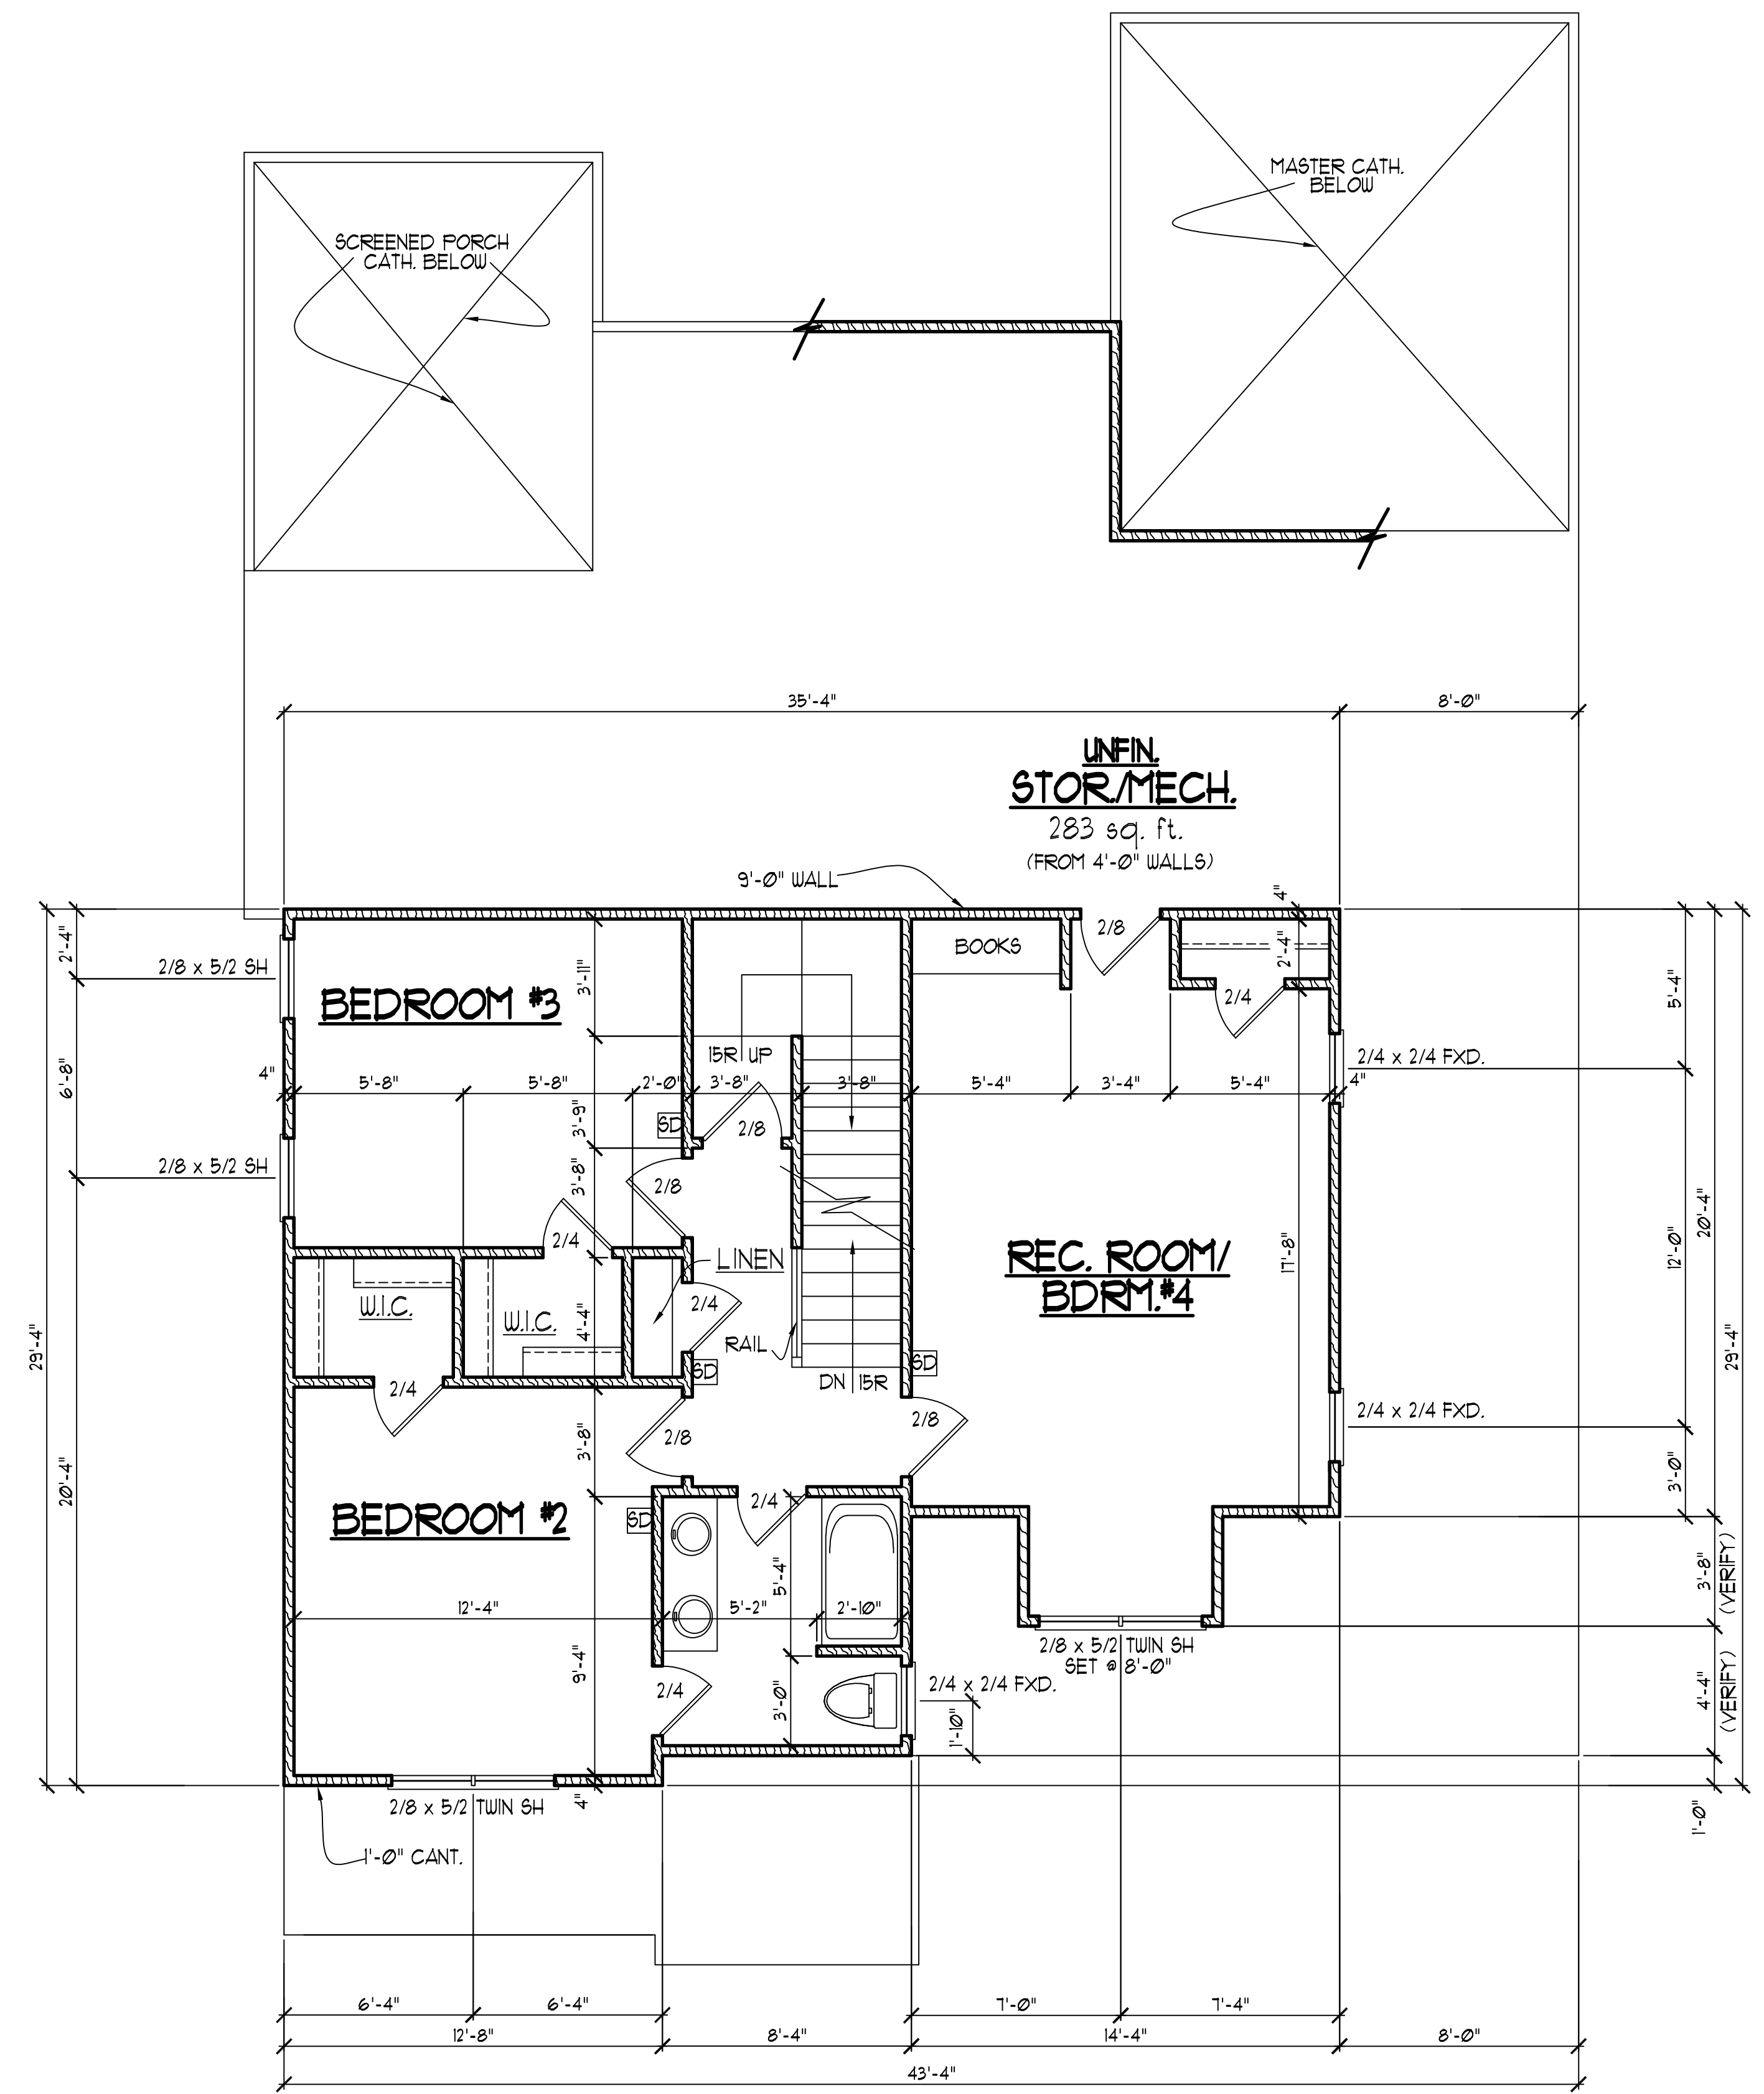 MASTER CATH.
BELOW
SCREENED PORCH
CATH. BELOW
35'-4"
8'-0"
UNFIN.
STOR./MECH.
283 sq. ft.
(FROM 4'-0" WALLS)
9'-0" WALL
4"
2'-4"
2/8 x 5/2 SH
BEDROOM #3
3'-11"
BOOKS
2/8
2'-4"
2/4
5'-4"
15R UP
2/4 x 2/4 FXD.
6'-8"
4"
5'-8"
5'-8"
2'-0"
3'-8"
3'-8"
5'-4"
3'-4"
5'-4"
4"
3'-9"
SD
2/8
2/8 x 5/2 SH
3'-8"
2/8
20'-4"
2/4
LINEN
REC. ROOM/
BDRM.#4
17'-8"
12'-0"
W.I.C.
W.I.C.
4'-4"
2/4
RAIL
29'-4"
29'-4"
SD
SD
DN 15R
2/4
2/4 x 2/4 FXD.
2/8
2/8
3'-8"
20'-4"
3'-0"
BEDROOM #2
SD
2/4
5'-4"
3'-8"
(VERIFY)
12'-4"
5'-2"
2'-10"
2/8 x 5/2 TWIN SH
SET @ 8'-0"
9'-4"
2/4
3'-0"
2/4 x 2/4 FXD.
1'-10"
4'-4"
(VERIFY)
2/8 x 5/2 TWIN SH
4"
1'-0"
1'-0" CANT.
6'-4"
6'-4"
7'-0"
7'-4"
12'-8"
8'-4"
14'-4"
8'-0"
43'-4"